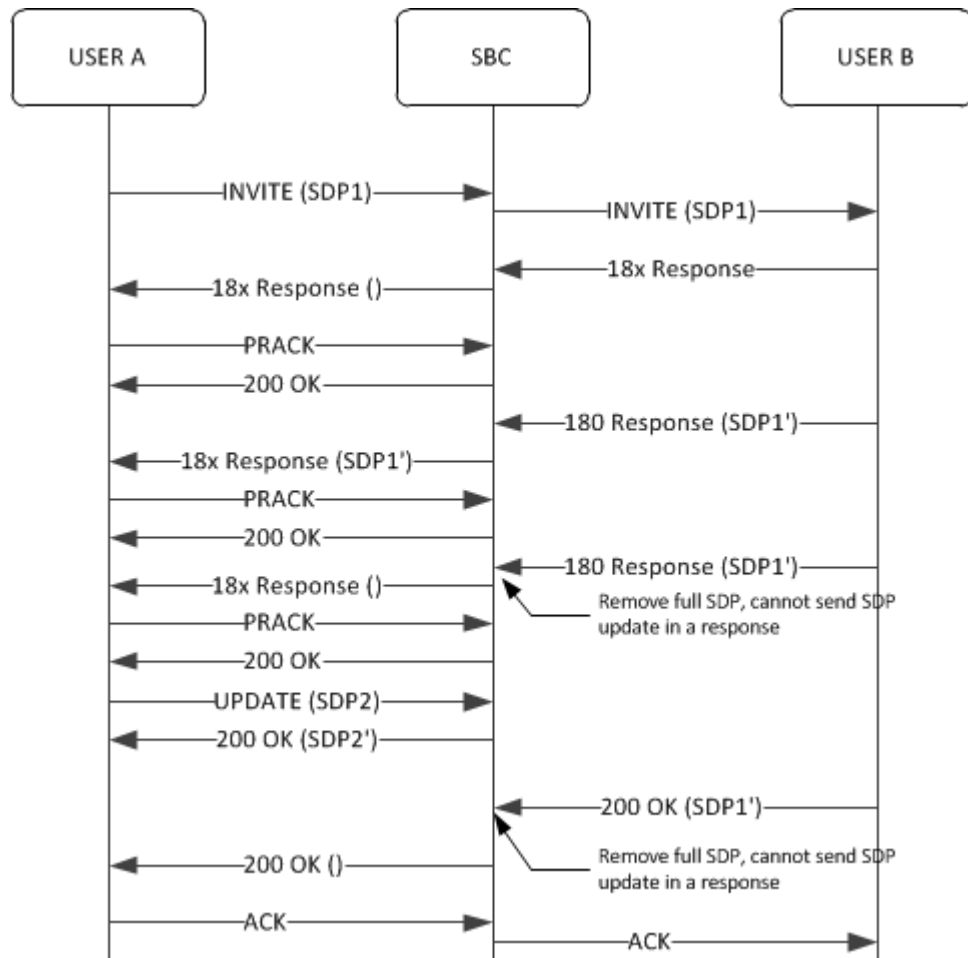 USER A
SBC
USER B
INVITE (SDP1)
INVITE (SDP1)
18x Response
18x Response ()
PRACK
200 OK
180 Response (SDP1')
18x Response (SDP1')
PRACK
200 OK
180 Response (SDP1')
18x Response ()
Remove full SDP, cannot send SDP
update in a response
PRACK
200 OK
UPDATE (SDP2)
200 OK (SDP2')
200 OK (SDP1')
Remove full SDP, cannot send SDP
update in a response
200 OK ()
ACK
ACK